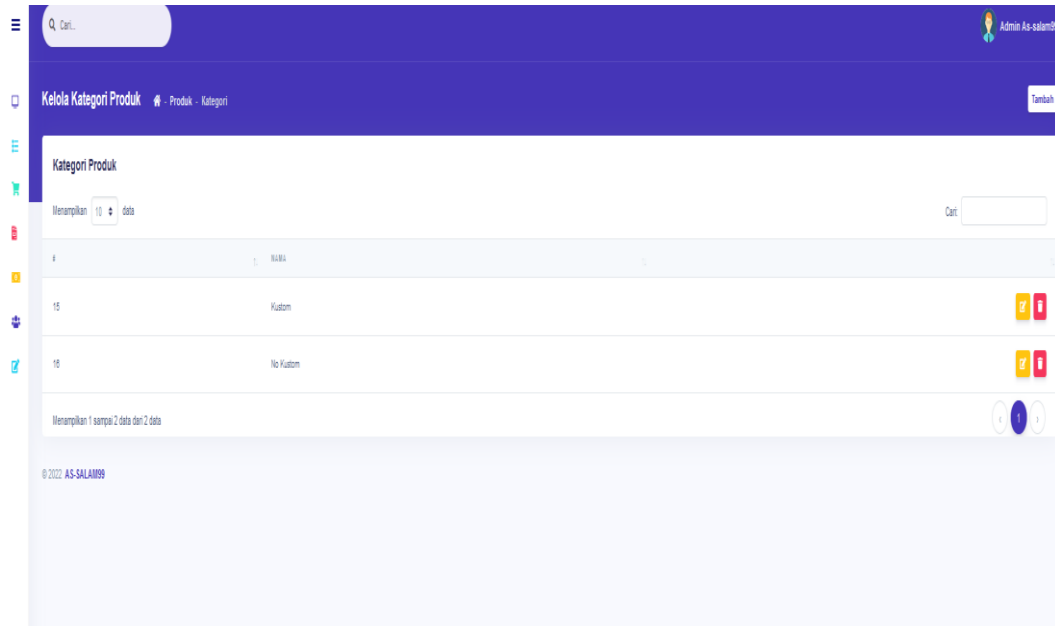 Cari...
Admin As-salam99
Kelola Kategori Produk - Produk - Kategori
Tambah
Kategori Produk
Menampilkan 10 data
Cari:
# NAMA
15 Kustom
16 No Kustom
Menampilkan 1 sampai 2 data dari 2 data
‹ 1 ›
© 2022 AS-SALAM99